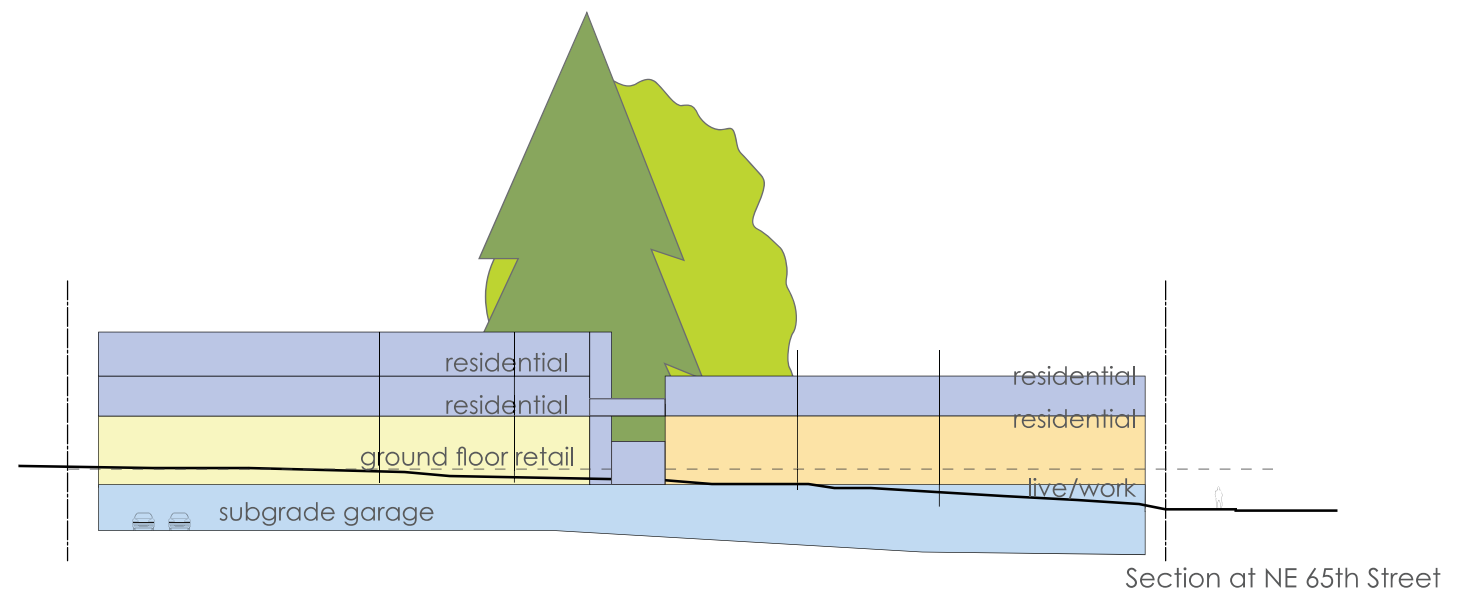 residential
residential
residential
residential
ground floor retail
live/work
subgrade garage
Section at NE 65th Street